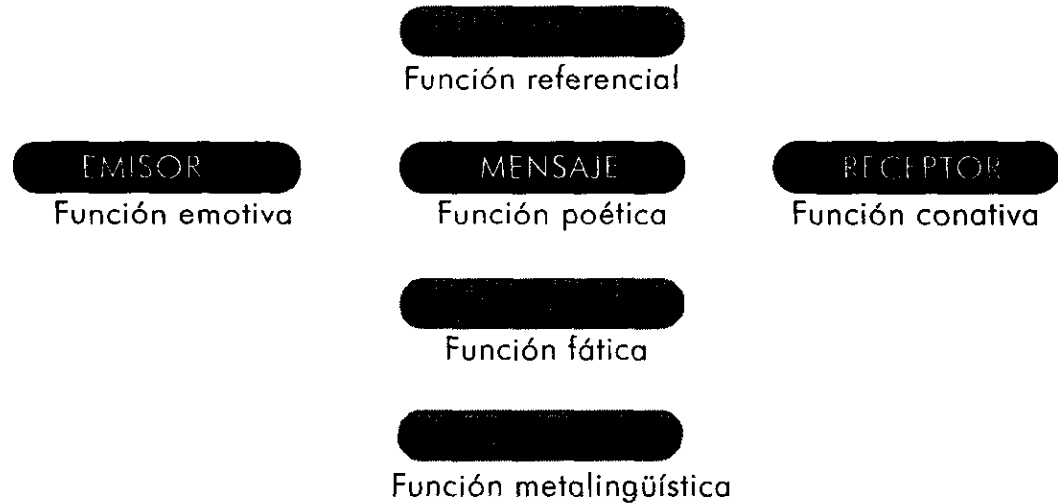 Función referencial
EMISOR MENSAJE RECEPTOR
Función emotiva Función poética Función conativa
Función fática
Función metalingüística